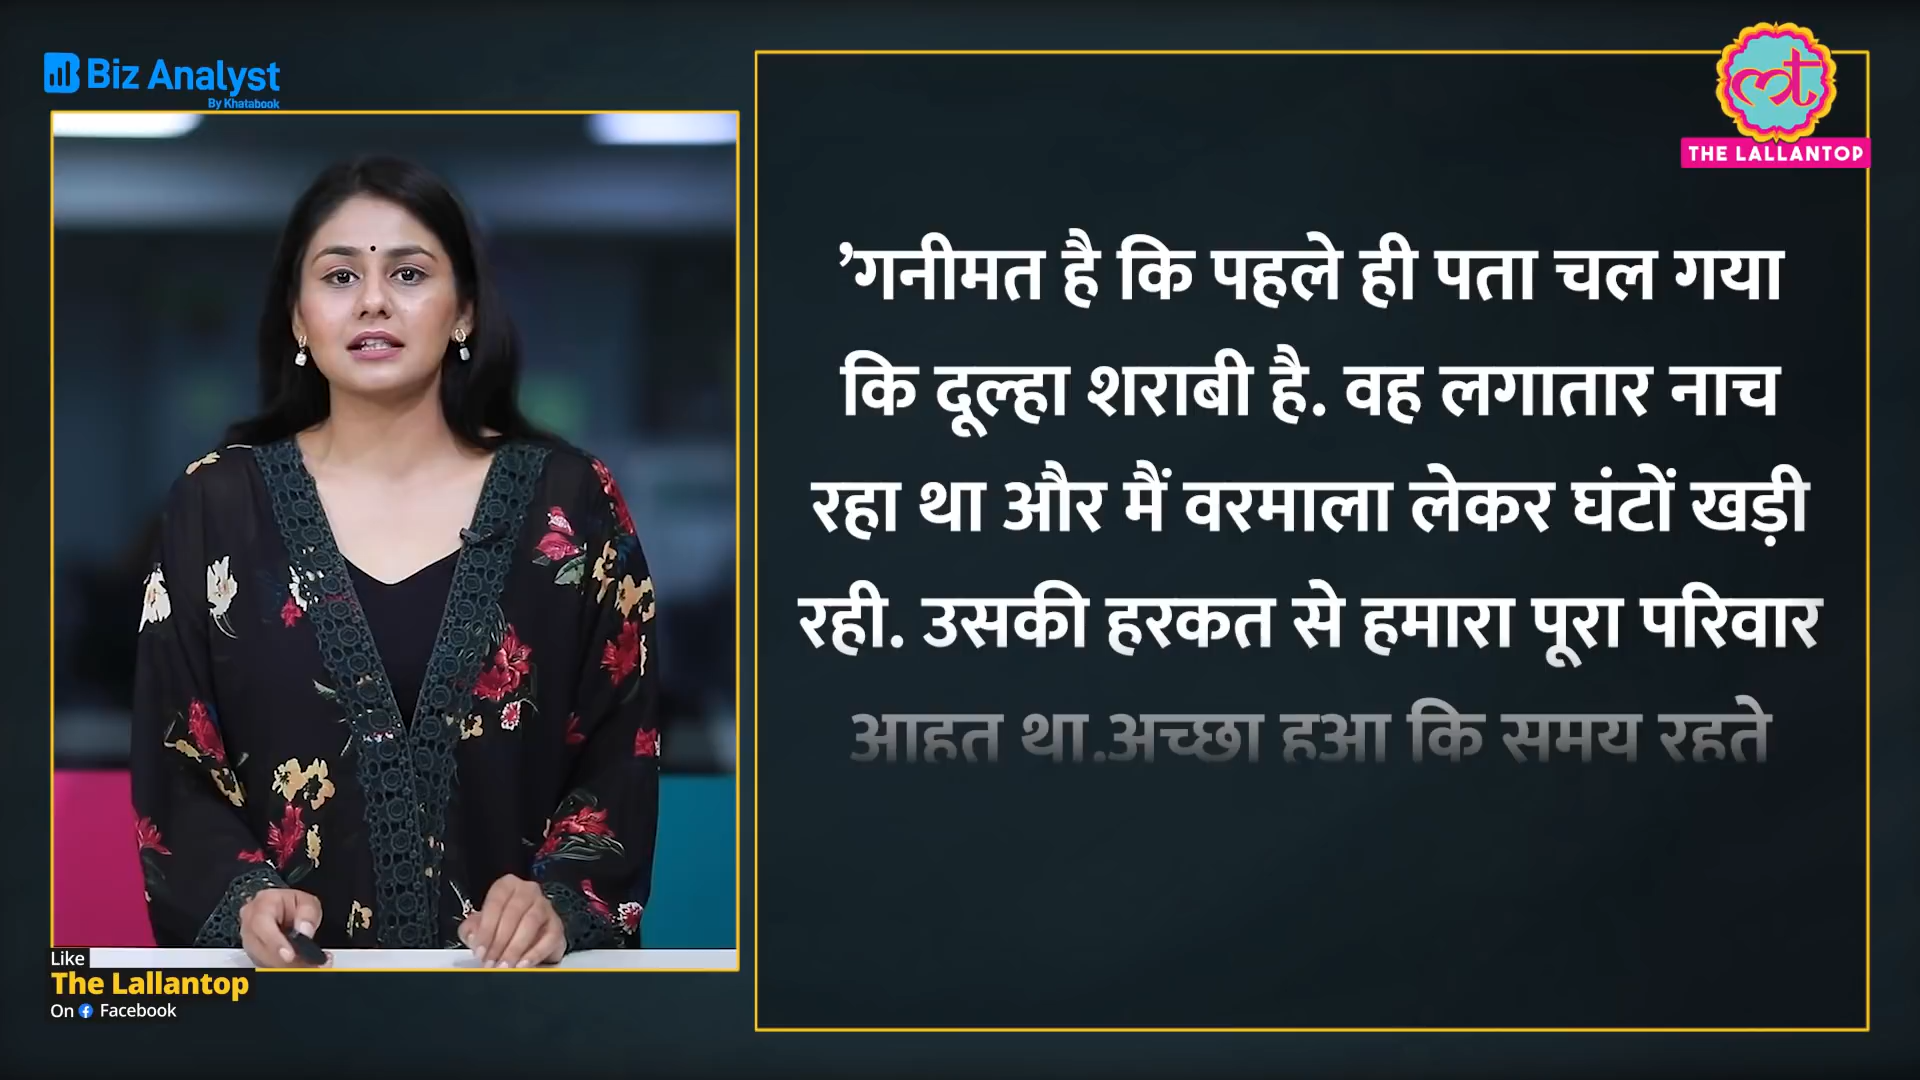 Biz Analyst
By Khatabook
THE LALLANTOP
’गनीमत है कि पहले ही पता चल गया
कि दूल्हा शराबी है. वह लगातार नाच
रहा था और मैं वरमाला लेकर घंटों खड़ी
रही. उसकी हरकत से हमारा पूरा परिवार
आहत था.अच्छा हुआ कि समय रहते
Like
The Lallantop
On Facebook